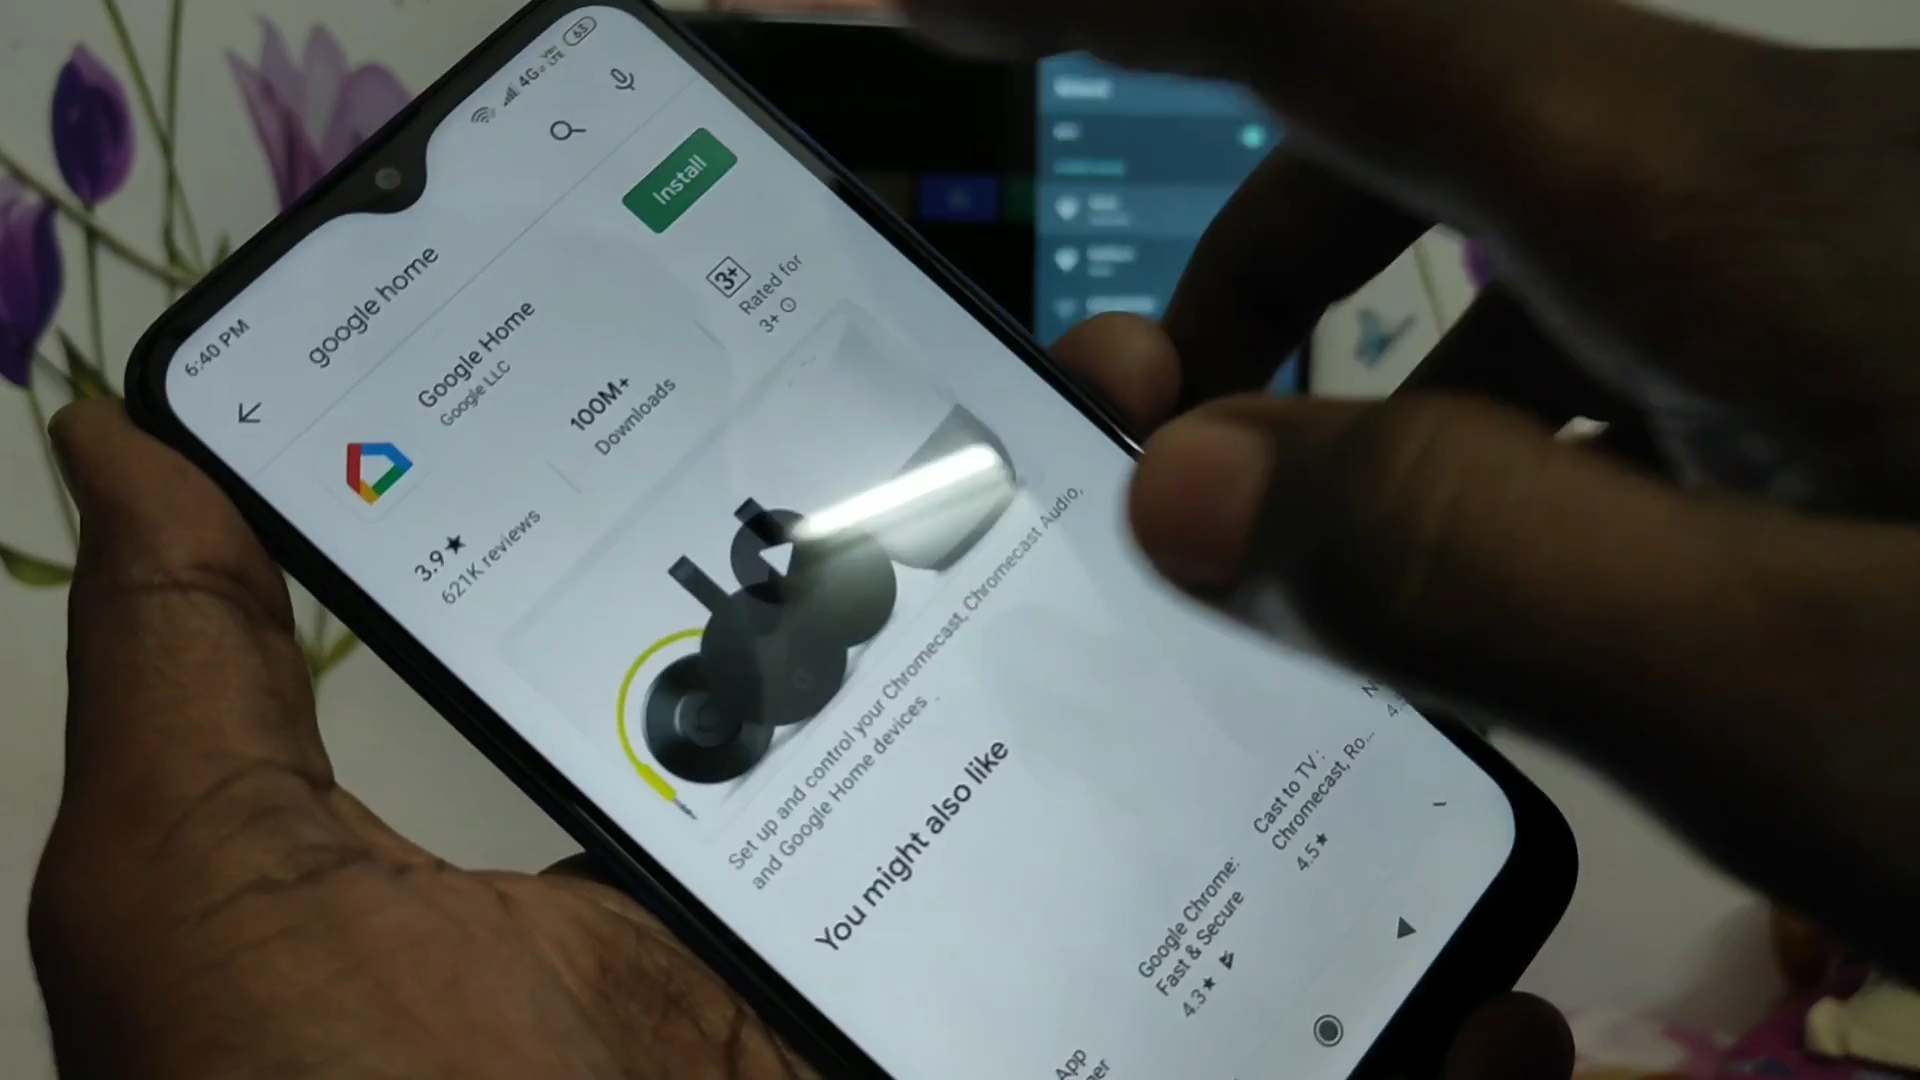 6:40 PM
4G
63
google home
Google Home
Google LLC
Install
3.9★
621K reviews
100M+
Downloads
3+
Rated for
3+
Set up and control your Chromecast, Chromecast Audio,
and Google Home devices
You might also like
Google Chrome:
Fast & Secure
4.3★
Cast to TV :
Chromecast, Ro...
4.5★
App